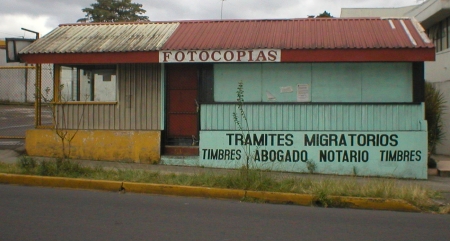 FOTOCOPIAS
TRAMITES MIGRATORIOS
TIMBRES ABOGADO NOTARIO TIMBRES